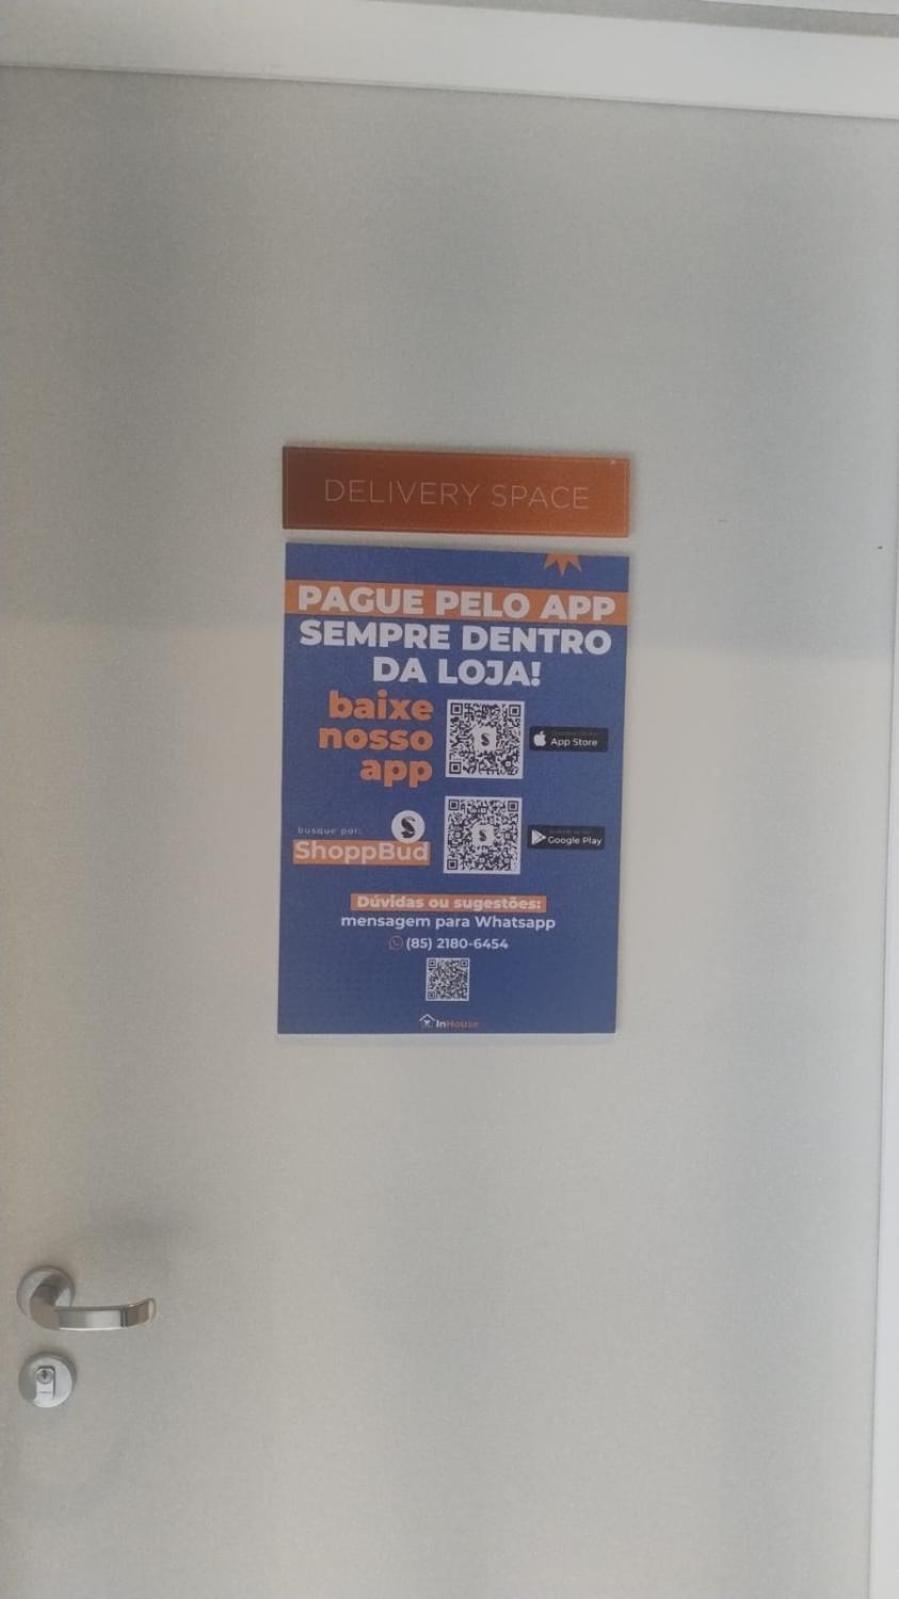 DELIVERY SPACE
PAGUE PELO APP
SEMPRE DENTRO
DA LOJA!
baixe
nosso
app
App Store
busque por:
ShoppBud
Google Play
Dúvidas ou sugestões:
mensagem para Whatsapp
(85) 2180-6454
InHouse